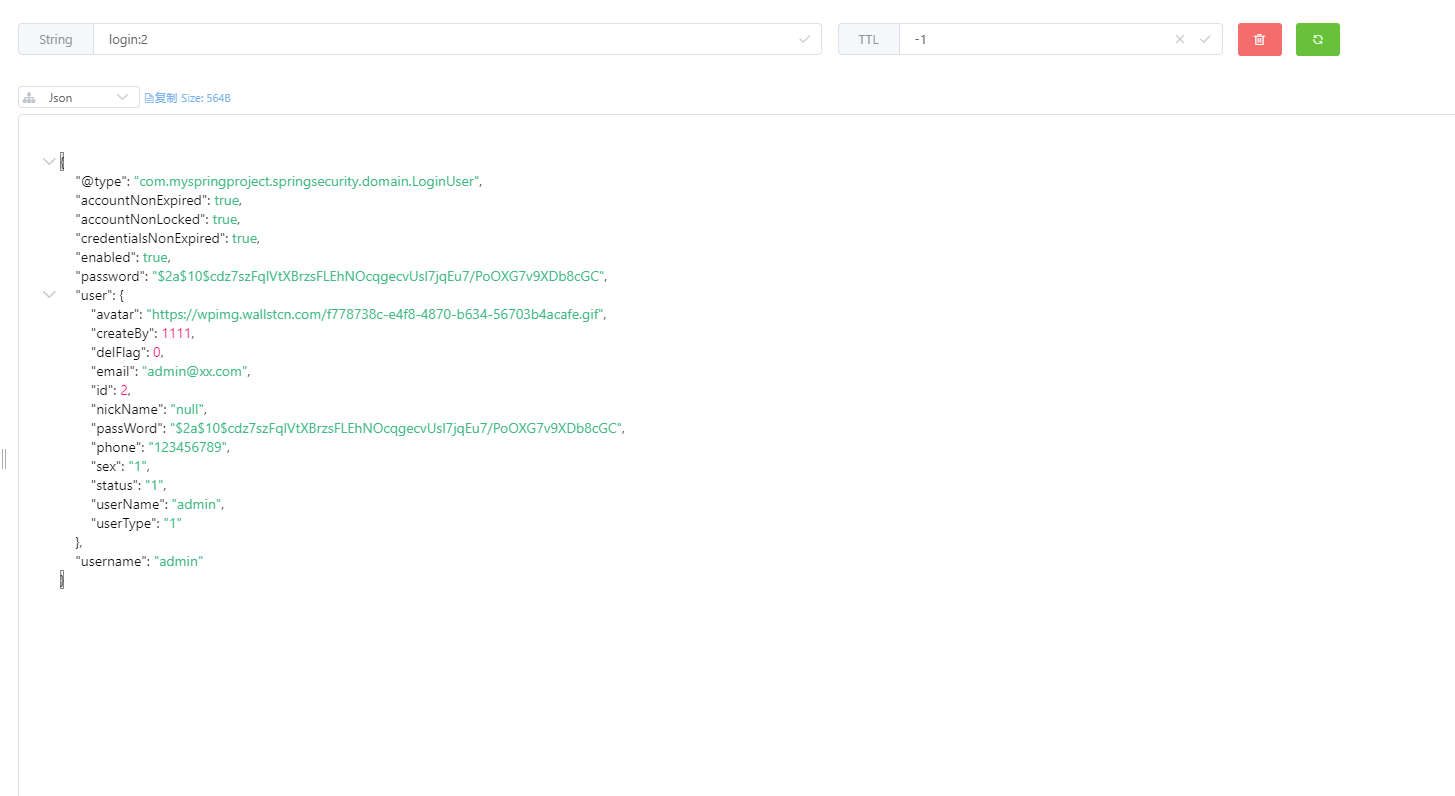 String login:2 TTL -1
Json 复制 Size: 564B
{
"@type": "com.myspringproject.springsecurity.domain.LoginUser",
"accountNonExpired": true,
"accountNonLocked": true,
"credentialsNonExpired": true,
"enabled": true,
"password": "$2a$10$cdz7szFqlVtXBrzsFLEhNOcqgecvUsI7jqEu7/PoOXG7v9XDb8cGC",
"user": {
"avatar": "https://wpimg.wallstcn.com/f778738c-e4f8-4870-b634-56703b4acafe.gif",
"createBy": 1111,
"delFlag": 0,
"email": "admin@xx.com",
"id": 2,
"nickName": "null",
"passWord": "$2a$10$cdz7szFqlVtXBrzsFLEhNOcqgecvUsI7jqEu7/PoOXG7v9XDb8cGC",
"phone": "123456789",
"sex": "1",
"status": "1",
"userName": "admin",
"userType": "1"
},
"username": "admin"
}